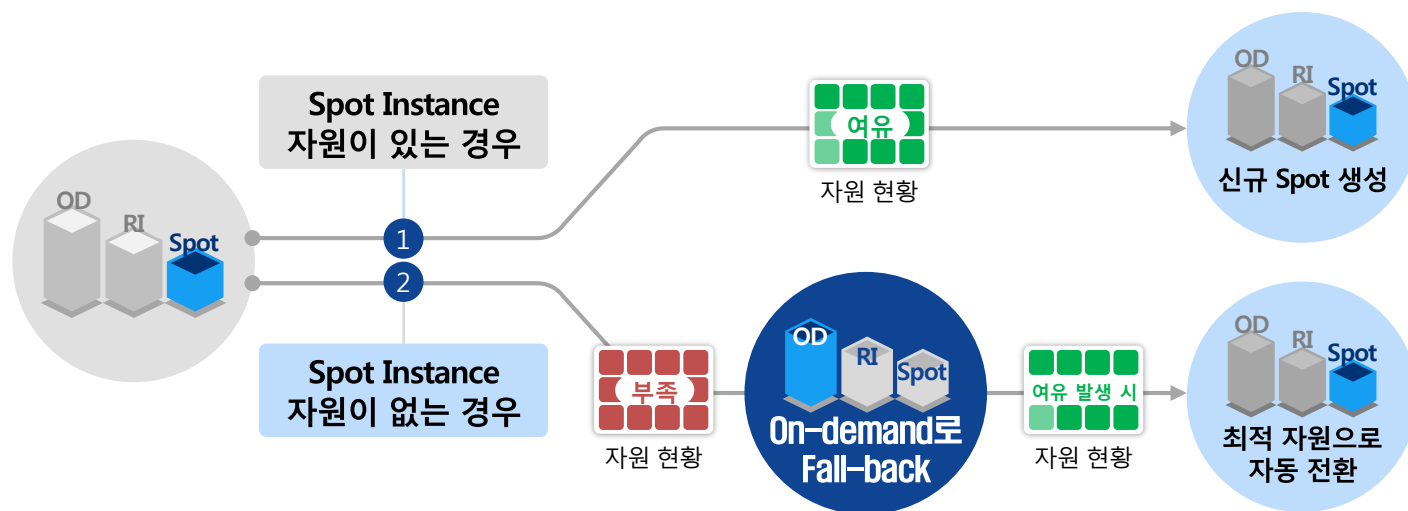 OD
RI
Spot
Spot Instance
자원이 있는 경우
1
2
Spot Instance
자원이 없는 경우
여유
자원 현황
OD
RI
Spot
신규 Spot 생성
부족
자원 현황
OD
RI
Spot
On-demand로
Fall-back
여유 발생 시
자원 현황
OD
RI
Spot
최적 자원으로
자동 전환